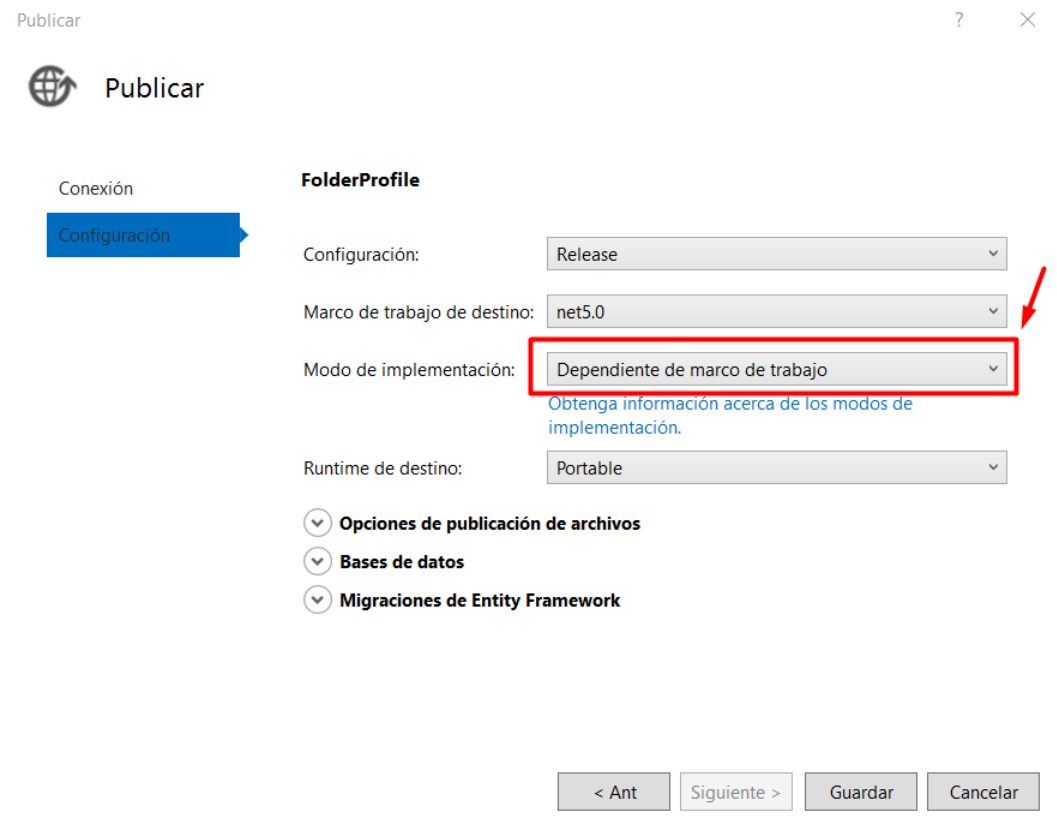 Publicar
?
Publicar
Conexión
Configuración
FolderProfile
Configuración:
Release
Marco de trabajo de destino:
net5.0
Modo de implementación:
Dependiente de marco de trabajo
Obtenga información acerca de los modos de
implementación.
Runtime de destino:
Portable
Opciones de publicación de archivos
Bases de datos
Migraciones de Entity Framework
< Ant
Siguiente >
Guardar
Cancelar